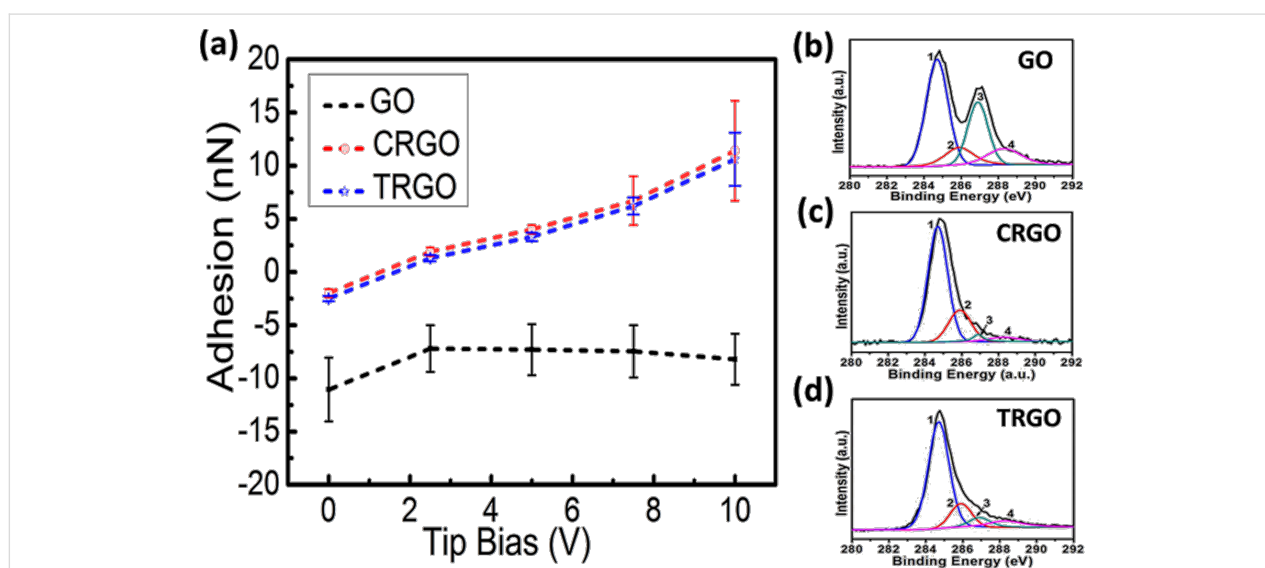 (a)
Adhesion (nN)
20
15
10
5
0
-5
-10
-15
-20
GO
CRGO
TRGO
0 2 4 6 8 10
Tip Bias (V)
(b)
GO
Intensity (a.u.)
1
2
3
4
280 282 284 286 288 290 292
Binding Energy (eV)
(c)
CRGO
Intensity (a.u.)
1
2
3
4
280 282 284 286 288 290 292
Binding Energy (a.u.)
(d)
TRGO
Intensity (a.u.)
1
2
3
4
280 282 284 286 288 290 292
Binding Energy (eV)